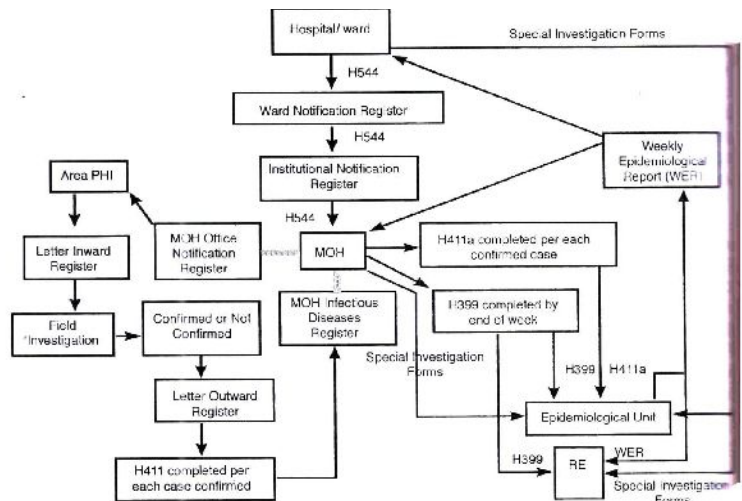 Hospital/ ward
Special Investigation Forms
H544
Ward Notification Register
H544
Institutional Notification
Register
Weekly
Epidemiological
Report (WER)
Area PHI
H544
MOH Office
Notification
Register
MOH
H411a completed per each
confirmed case
Letter Inward
Register
MOH Infectious
Diseases
Register
H399 completed by
end of week
Field
Investigation
Confirmed or Not
Confirmed
Special Investigation
Forms
H399
H411a
Letter Outward
Register
Epidemiological Unit
H411 completed per
each case confirmed
H399
RE
WER
Special Investigation
Forms